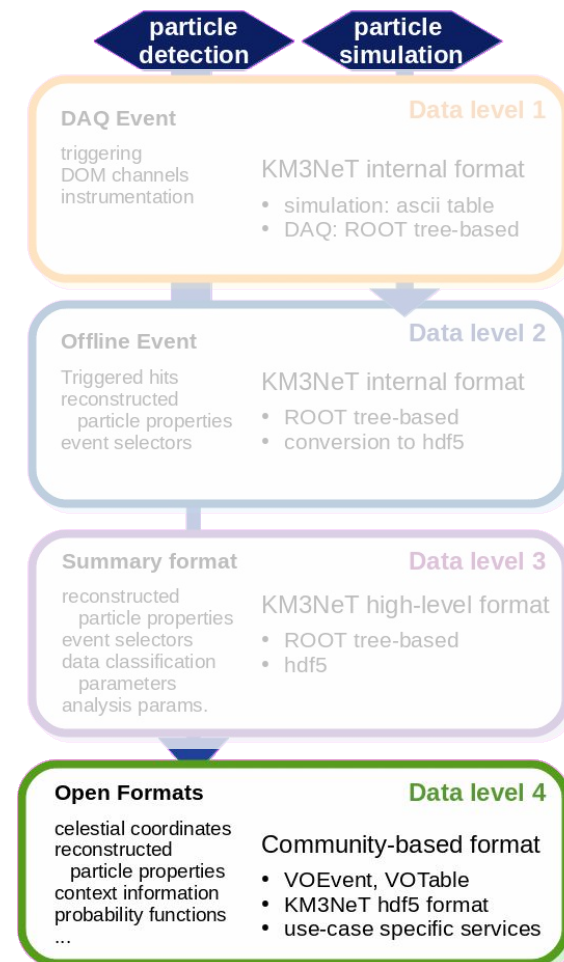 particle
detection
particle
simulation
Data level 1
DAQ Event
triggering
DOM channels
instrumentation
KM3NeT internal format
• simulation: ascii table
• DAQ: ROOT tree-based
Data level 2
Offline Event
Triggered hits
reconstructed
particle properties
event selectors
KM3NeT internal format
• ROOT tree-based
• conversion to hdf5
Data level 3
Summary format
reconstructed
particle properties
event selectors
data classification
parameters
analysis params.
KM3NeT high-level format
• ROOT tree-based
• hdf5
Data level 4
Open Formats
celestial coordinates
reconstructed
particle properties
context information
probability functions
...
Community-based format
• VOEvent, VOTable
• KM3NeT hdf5 format
• use-case specific services